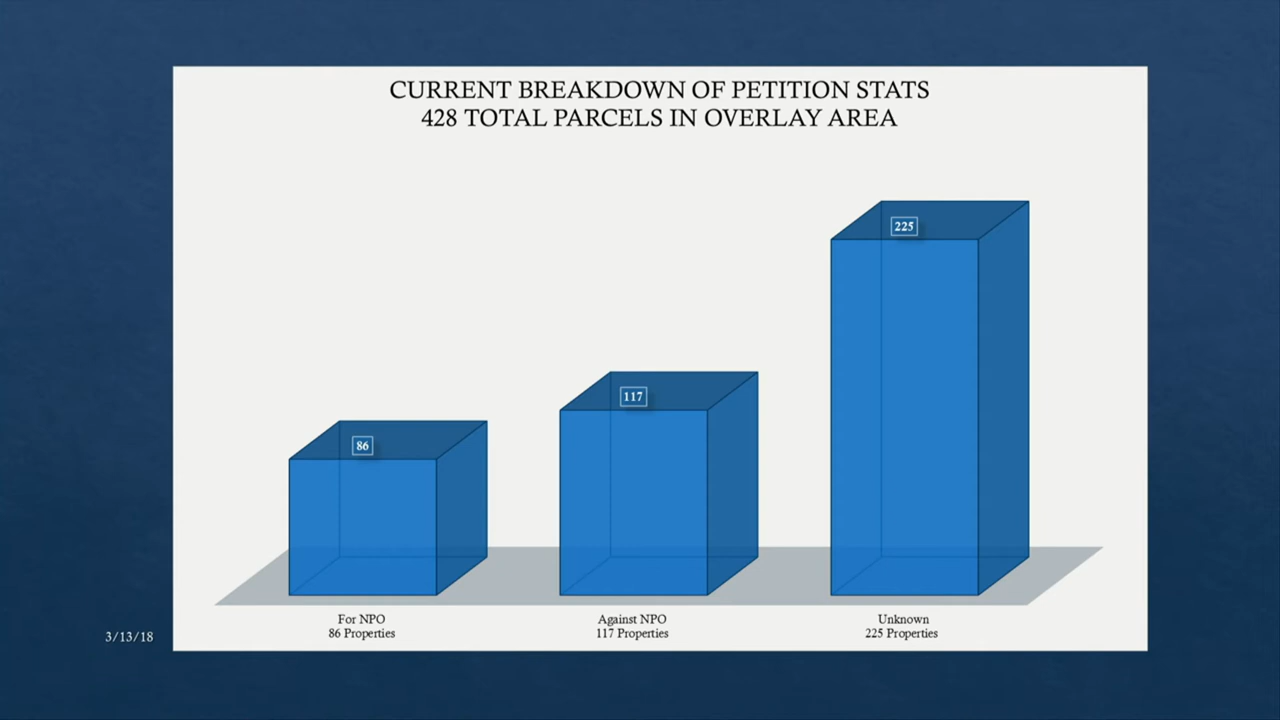 CURRENT BREAKDOWN OF PETITION STATS
428 TOTAL PARCELS IN OVERLAY AREA
86
117
225
For NPO
86 Properties
Against NPO
117 Properties
Unknown
225 Properties
3/13/18